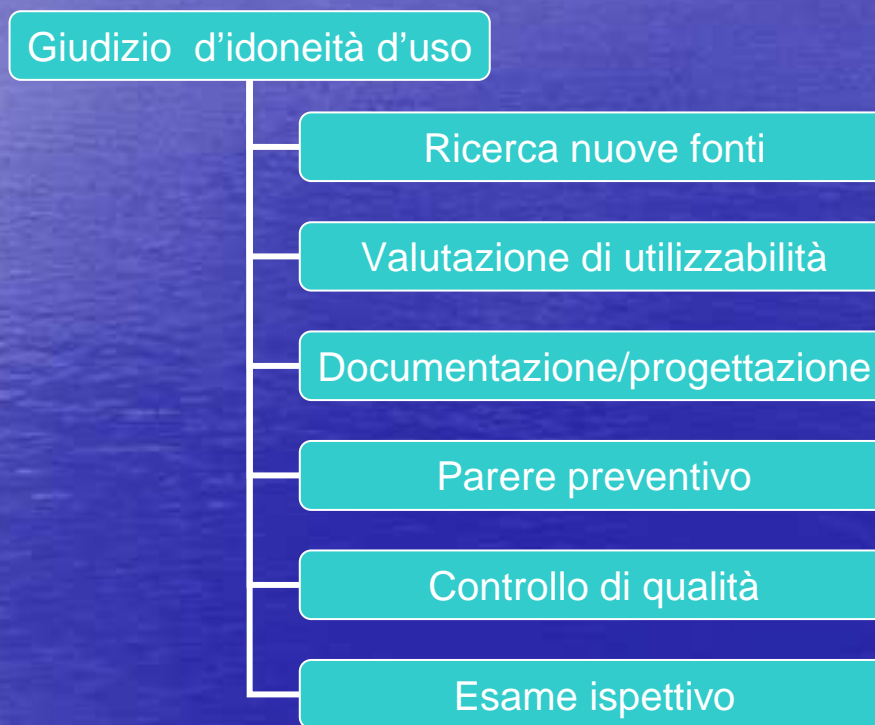 Giudizio d’idoneità d’uso
Ricerca nuove fonti
Valutazione di utilizzabilità
Documentazione/progettazione
Parere preventivo
Controllo di qualità
Esame ispettivo